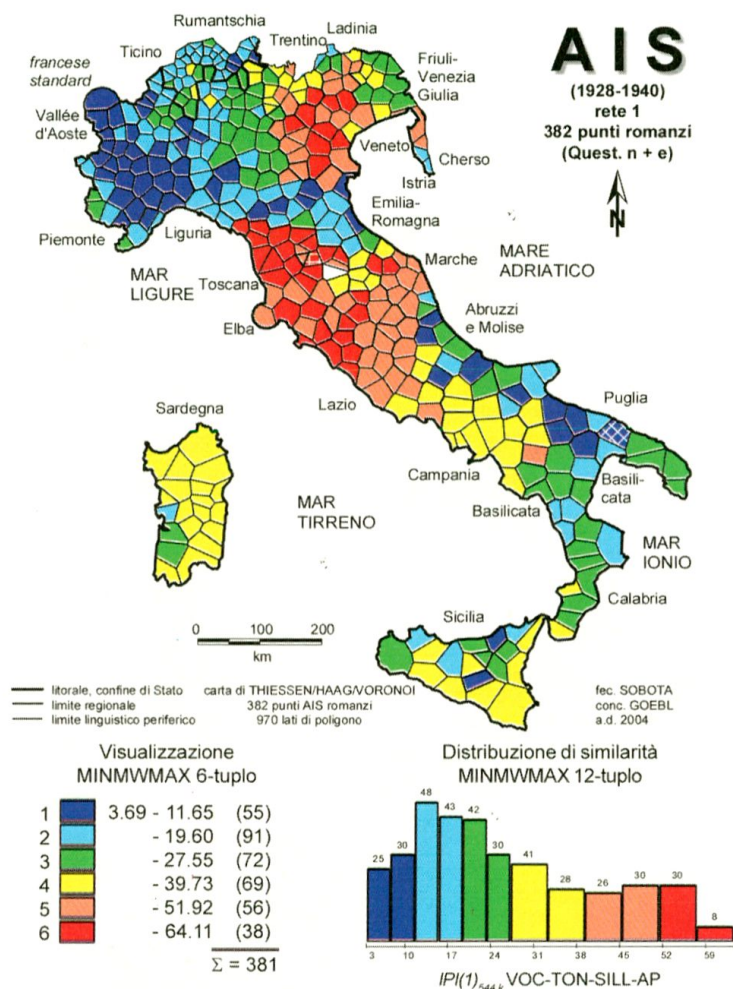 AIS
(1928-1940)
rete 1
382 punti romanzi
(Quest. n + e)
N
Rumantschia
Ladinia
Ticino
Trentino
francese
standard
Friuli-
Venezia
Giulia
Vallée
d'Aoste
Veneto
Cherso
Istria
Emilia-
Romagna
Piemonte
Liguria
MAR
LIGURE
Toscana
Marche
MARE
ADRIATICO
Elba
Abruzzi
e Molise
Lazio
Puglia
Sardegna
Campania
Basili-
cata
MAR
TIRRENO
Basilicata
MAR
IONIO
Calabria
Sicilia
0 100 200
km
litorale, confine di Stato
limite regionale
limite linguistico periferico
carta di THIESSEN/HAAG/VORONOI
382 punti AIS romanzi
970 lati di poligono
fec. SOBOTA
conc. GOEBL
a.d. 2004
Visualizzazione
MINMWMAX 6-tuplo
1 3.69 - 11.65 (55)
2 - 19.60 (91)
3 - 27.55 (72)
4 - 39.73 (69)
5 - 51.92 (56)
6 - 64.11 (38)
Σ = 381
Distribuzione di similarità
MINMWMAX 12-tuplo
25 30 48 43 42 30 41 28 26 30 30 8
3 10 17 24 31 38 45 52 59
IPI(1)544,k VOC-TON-SILL-AP